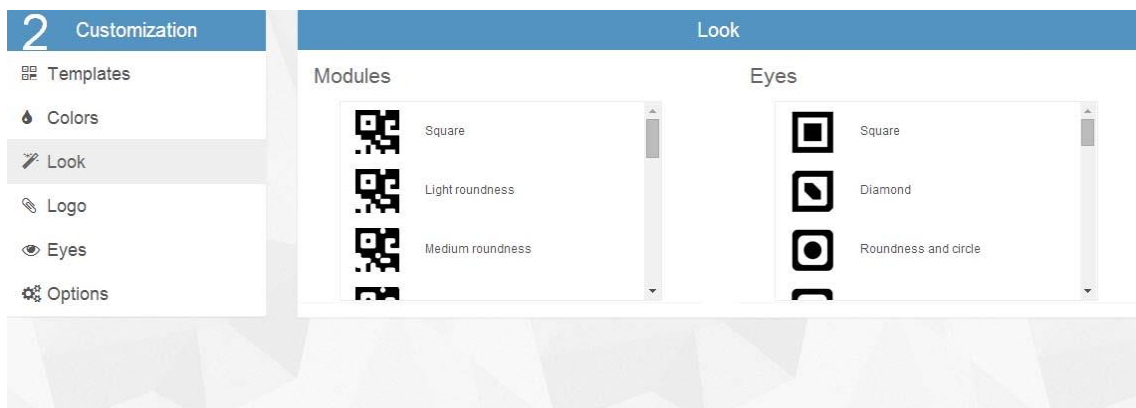 2 Customization
Templates
Colors
Look
Logo
Eyes
Options
Look
Modules
Square
Light roundness
Medium roundness
Eyes
Square
Diamond
Roundness and circle